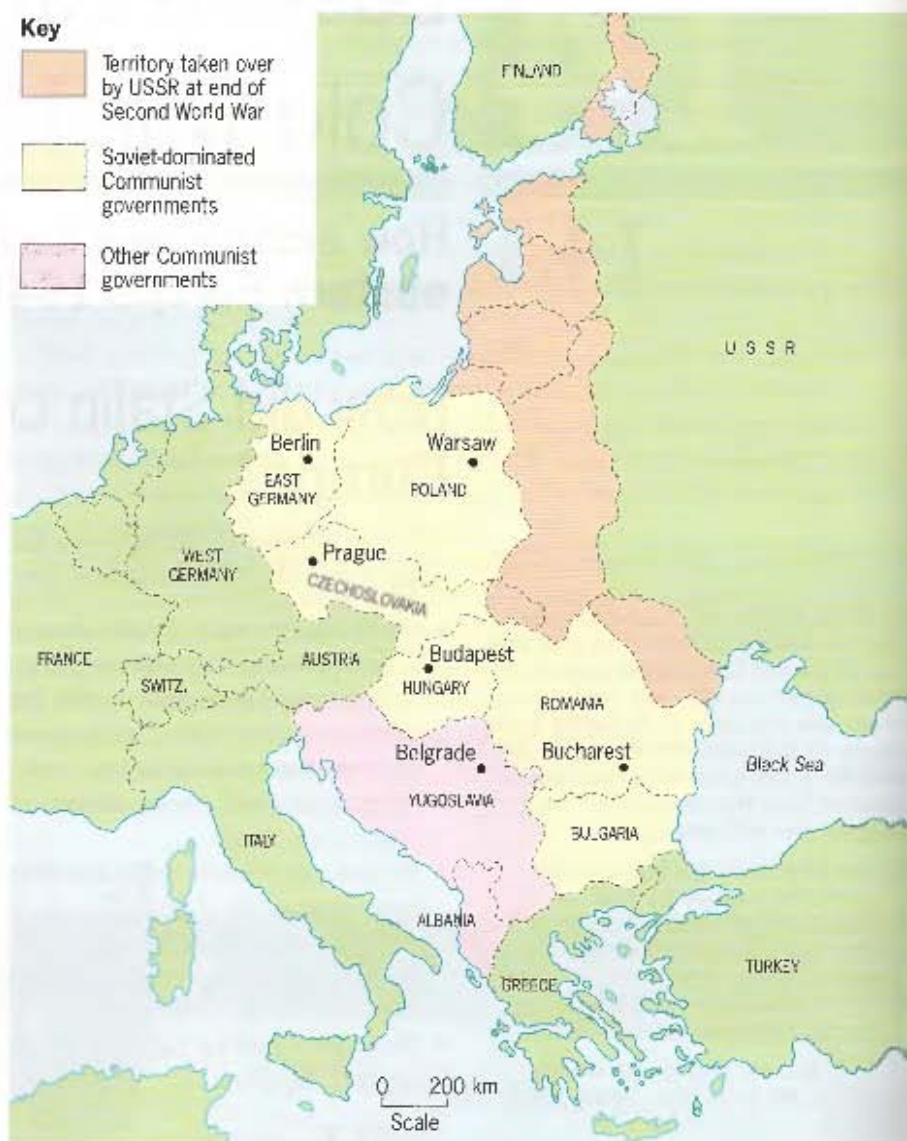 Key
Territory taken over
by USSR at end of
Second World War
Soviet-dominated
Communist
governments
Other Communist
governments
FINLAND
USSR
Berlin
EAST
GERMANY
Warsaw
POLAND
Prague
CZECHOSLOVAKIA
WEST
GERMANY
FRANCE
SWITZ.
AUSTRIA
Budapest
HUNGARY
ROMANIA
Belgrade
Bucharest
Black Sea
YUGOSLAVIA
BULGARIA
ITALY
ALBANIA
GREECE
TURKEY
0 200 km
Scale